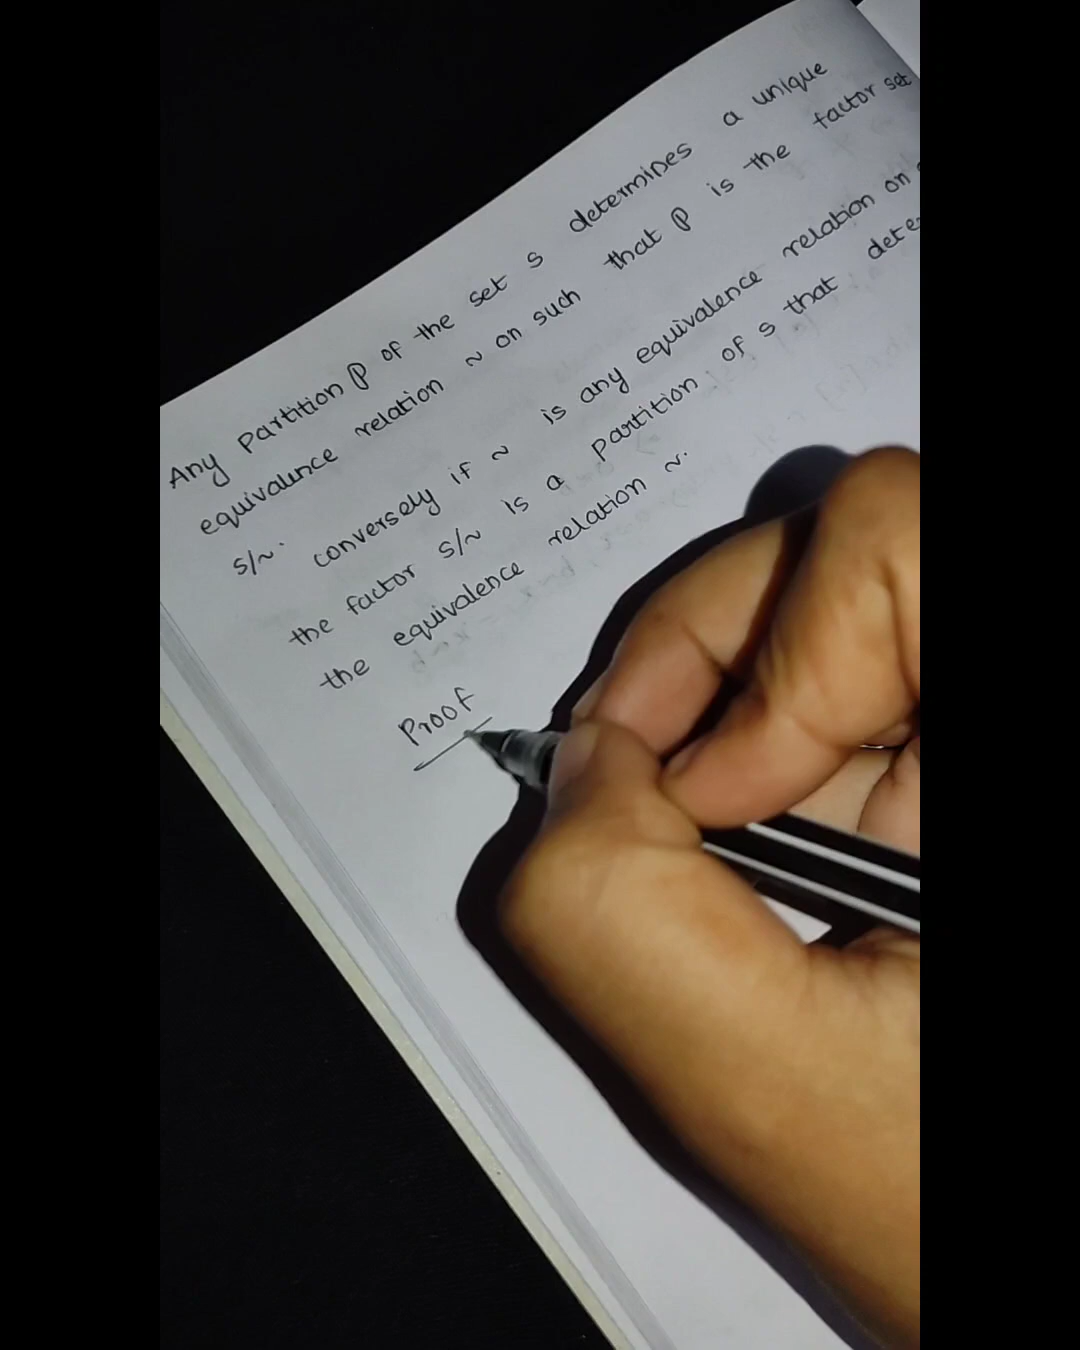 Any Partition P of the set S determines a unique
equivalence relation ~ on such that P is the factor set
S/~.
conversely if ~ is any equivalence relation on
the factor S/~ is a partition of S that
the equivalence relation ~.
Proof